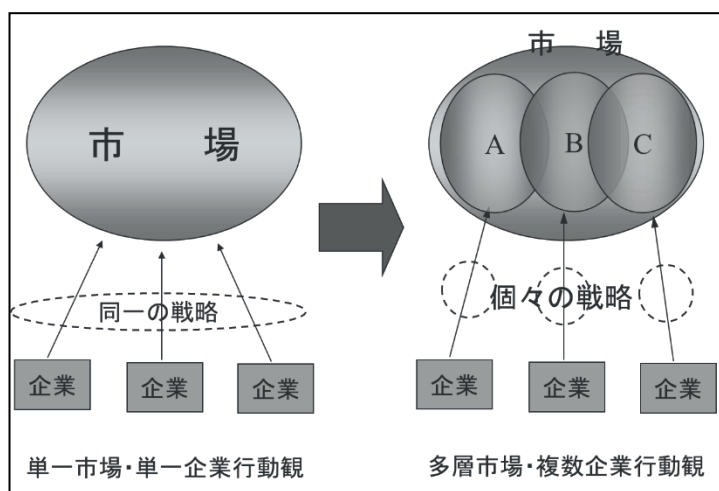 市 場
同一の戦略
企業 企業 企業
単一市場・単一企業行動観
市 場
A B C
個々の戦略
企業 企業 企業
多層市場・複数企業行動観